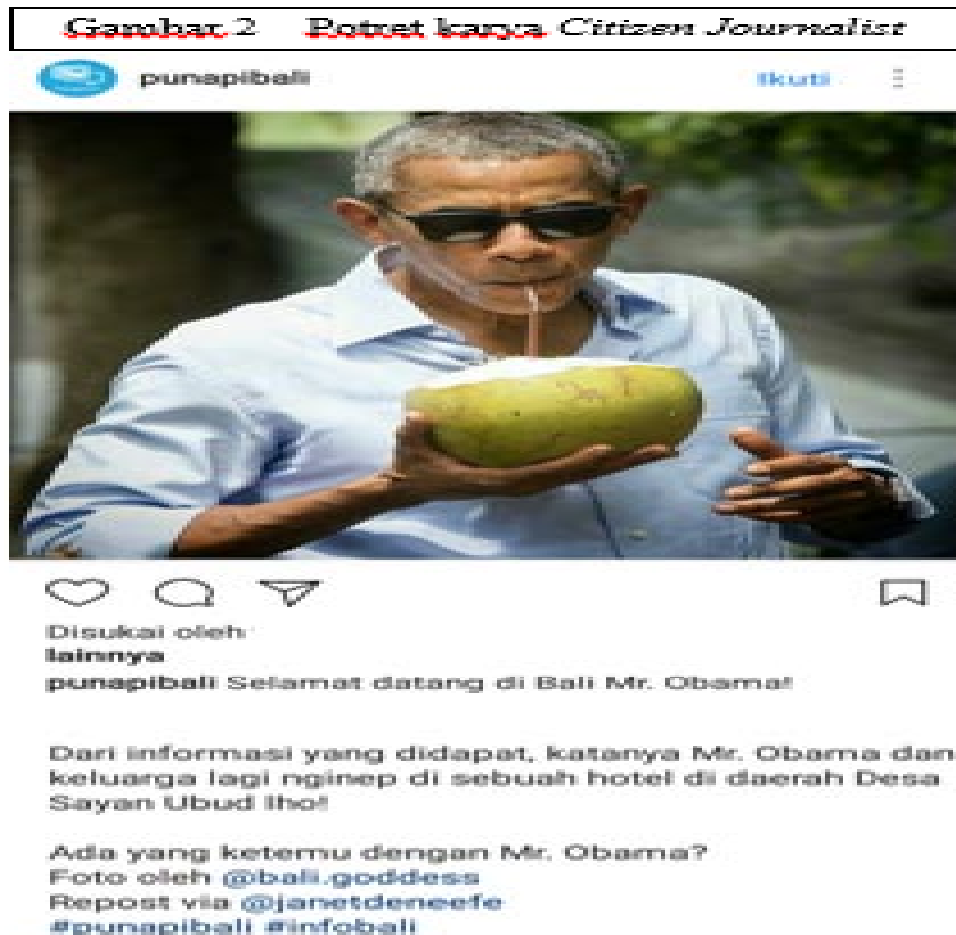 Gambar 2 Potret karya Citizen Journalist
punapibali Ikuti
Disukai oleh
lainnya
punapibali Selamat datang di Bali Mr. Obama!
Dari informasi yang didapat, katanya Mr. Obama dan
keluarga lagi nginep di sebuah hotel di daerah Desa
Sayan Ubud lho!
Ada yang ketemu dengan Mr. Obama?
Foto oleh @bali.goddess
Repost via @janetdeneefe
#punapibali #infobali